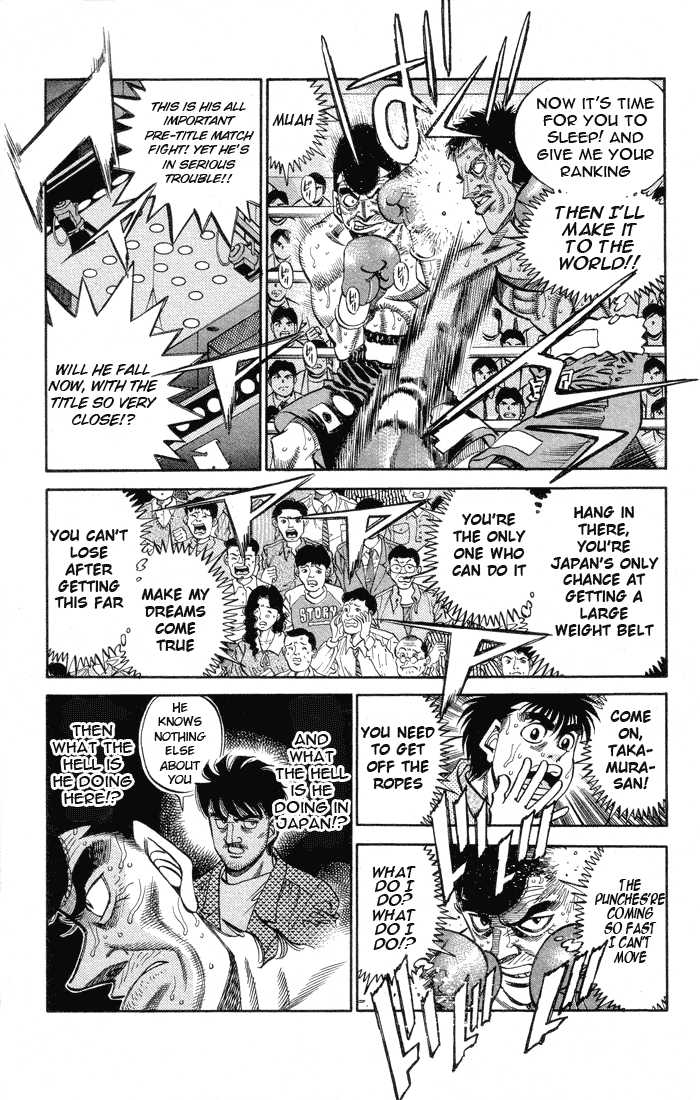 NOW IT'S TIME
FOR YOU TO
SLEEP! AND
GIVE ME YOUR
RANKING
THEN I'LL
MAKE IT
TO THE
WORLD!!
MUAH
THIS IS HIS ALL
IMPORTANT
PRE-TITLE MATCH
FIGHT! YET HE'S
IN SERIOUS
TROUBLE!!
WILL HE FALL
NOW, WITH THE
TITLE SO VERY
CLOSE!?
HANG IN
THERE,
YOU'RE
JAPAN'S ONLY
CHANCE AT
GETTING A
LARGE
WEIGHT BELT
YOU'RE
THE ONLY
ONE WHO
CAN DO IT
STORY
MAKE MY
DREAMS
COME
TRUE
YOU CAN'T
LOSE
AFTER
GETTING
THIS FAR
COME
ON,
TAKA-
MURA-
SAN!
YOU NEED
TO GET
OFF THE
ROPES
THE
PUNCHES'RE
COMING
SO FAST
I CAN'T
MOVE
WHAT
DO I
DO?
WHAT
DO I
DO!?
AND
WHAT
THE HELL
IS HE
DOING IN
JAPAN!?
HE
KNOWS
NOTHING
ELSE
ABOUT
YOU
THEN
WHAT THE
HELL IS
HE DOING
HERE!?